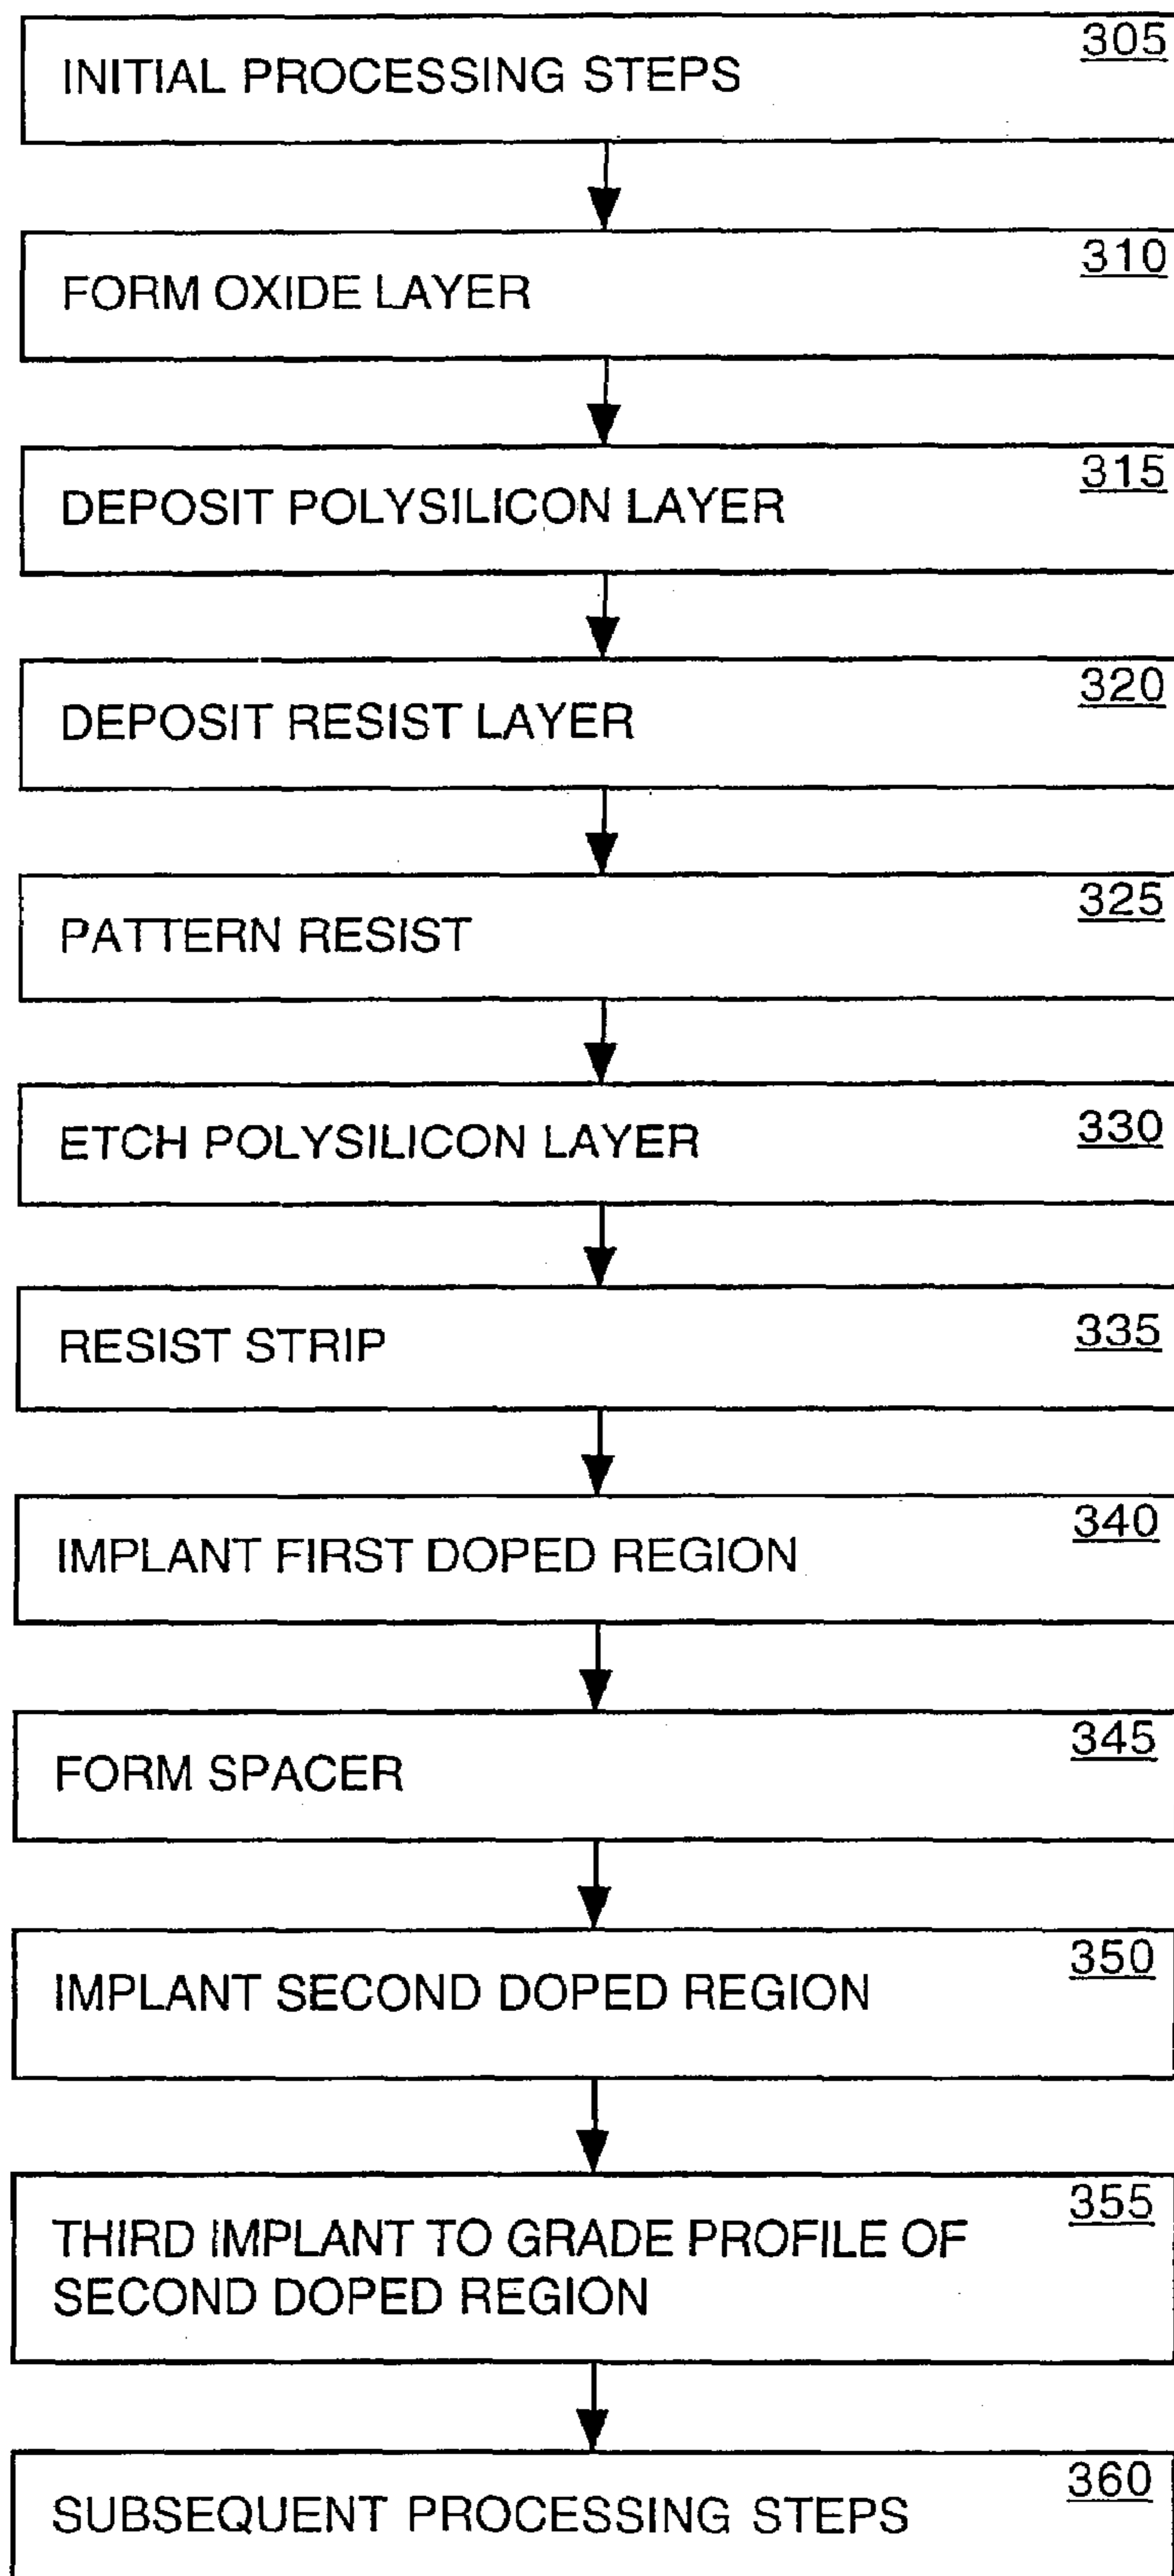 305
INITIAL PROCESSING STEPS
310
FORM OXIDE LAYER
315
DEPOSIT POLYSILICON LAYER
320
DEPOSIT RESIST LAYER
325
PATTERN RESIST
330
ETCH POLYSILICON LAYER
335
RESIST STRIP
340
IMPLANT FIRST DOPED REGION
345
FORM SPACER
350
IMPLANT SECOND DOPED REGION
355
THIRD IMPLANT TO GRADE PROFILE OF
SECOND DOPED REGION
360
SUBSEQUENT PROCESSING STEPS